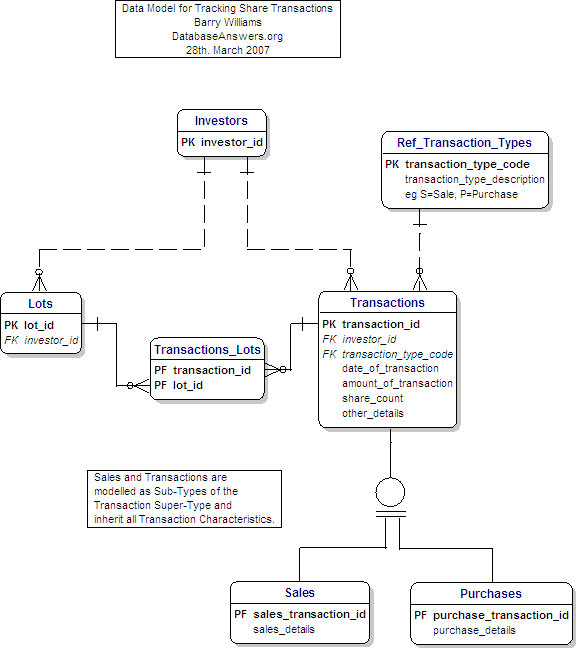 Data Model for Tracking Share Transactions
Barry Williams
DatabaseAnswers.org
28th. March 2007
Investors
PK investor_id
Ref_Transaction_Types
PK transaction_type_code
transaction_type_description
eg S=Sale, P=Purchase
Lots
PK lot_id
FK investor_id
Transactions
PK transaction_id
FK investor_id
FK transaction_type_code
date_of_transaction
amount_of_transaction
share_count
other_details
Transactions_Lots
PF transaction_id
PF lot_id
Sales and Transactions are
modelled as Sub-Types of the
Transaction Super-Type and
inherit all Transaction Characteristics.
Sales
PF sales_transaction_id
sales_details
Purchases
PF purchase_transaction_id
purchase_details